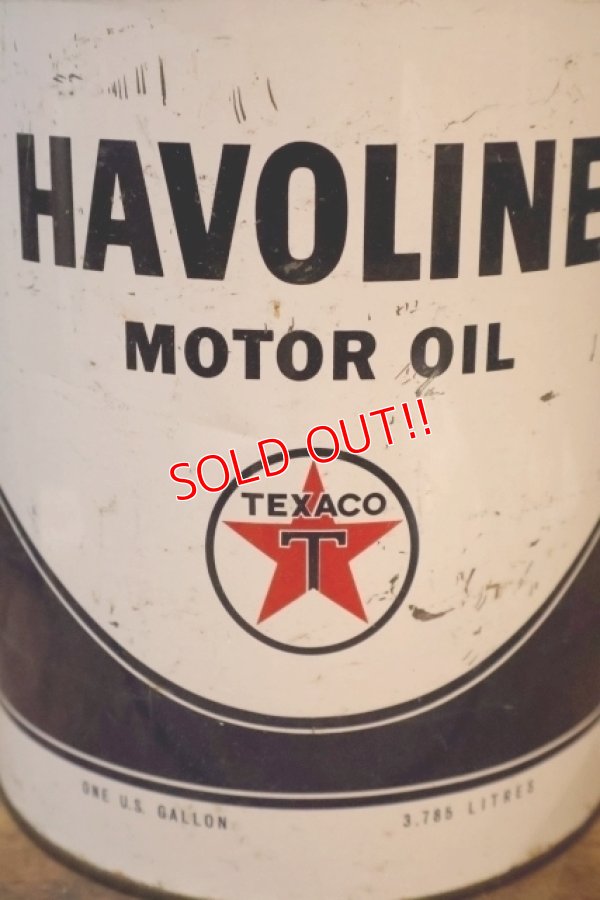 HAVOLINE
MOTOR OIL
SOLD OUT!!
TEXACO
T
ONE U.S. GALLON 3.785 LITRES